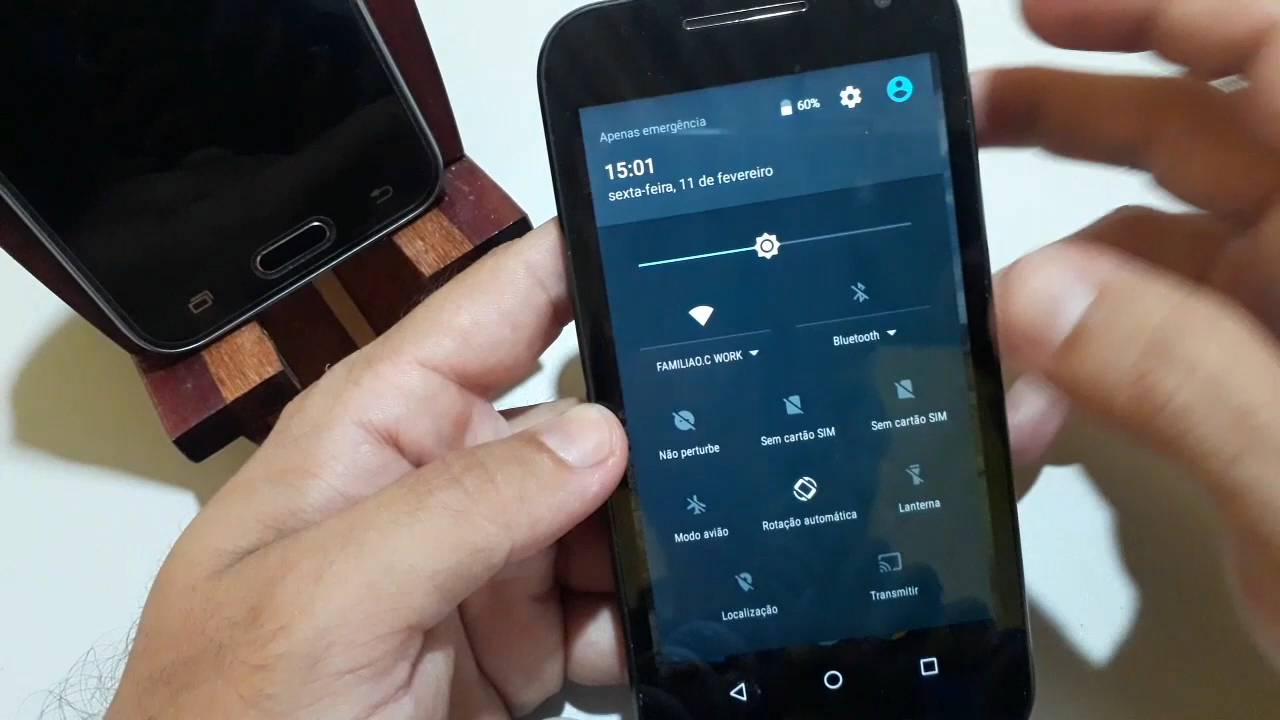 60%
Apenas emergência
15:01
sexta-feira, 11 de fevereiro
FAMILIAO.C WORK
Bluetooth
Não perturbe
Sem cartão SIM
Sem cartão SIM
Modo avião
Rotação automática
Lanterna
Localização
Transmitir